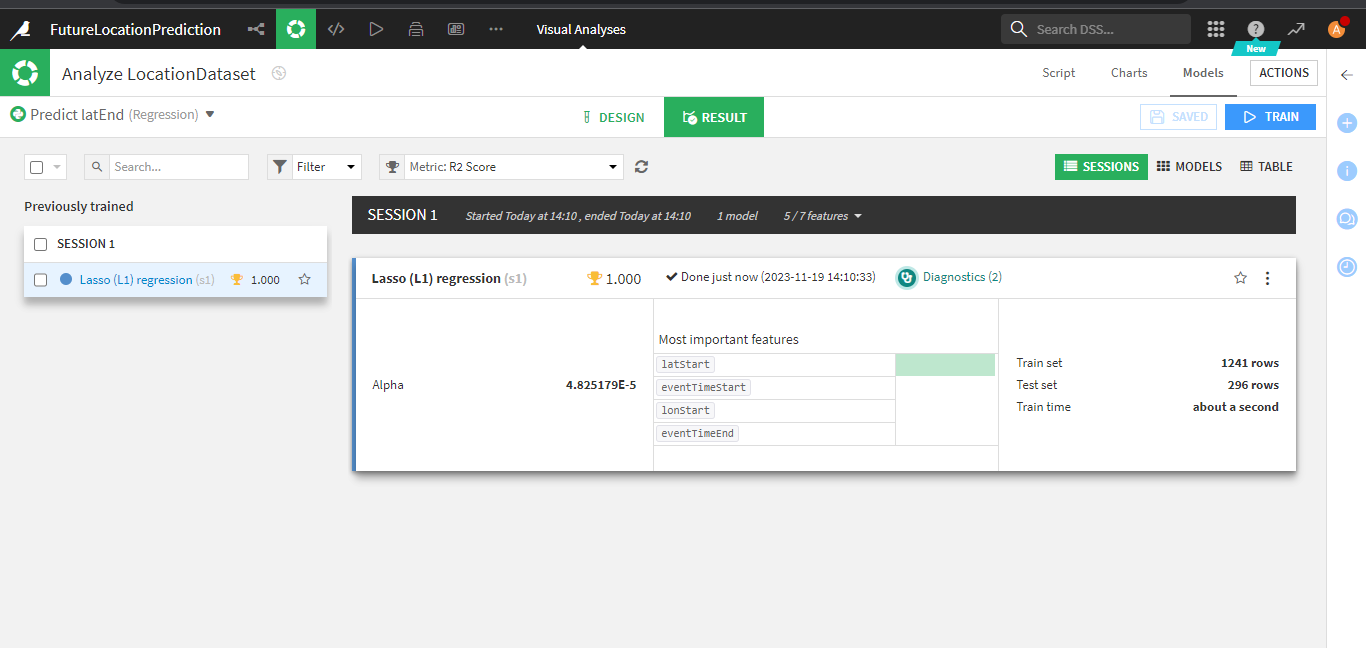 FutureLocationPrediction
Visual Analyses
Search DSS...
?
A
New
Analyze LocationDataset
Script
Charts
Models
ACTIONS
Predict latEnd (Regression)
DESIGN
RESULT
SAVED
TRAIN
Search...
Filter
Metric: R2 Score
SESSIONS
MODELS
TABLE
Previously trained
SESSION 1
Lasso (L1) regression (s1) 1.000
SESSION 1 Started Today at 14:10 , ended Today at 14:10 1 model 5 / 7 features
Lasso (L1) regression (s1) 1.000 Done just now (2023-11-19 14:10:33) Diagnostics (2)
Alpha 4.825179E-5
Most important features
latStart
eventTimeStart
lonStart
eventTimeEnd
Train set 1241 rows
Test set 296 rows
Train time about a second